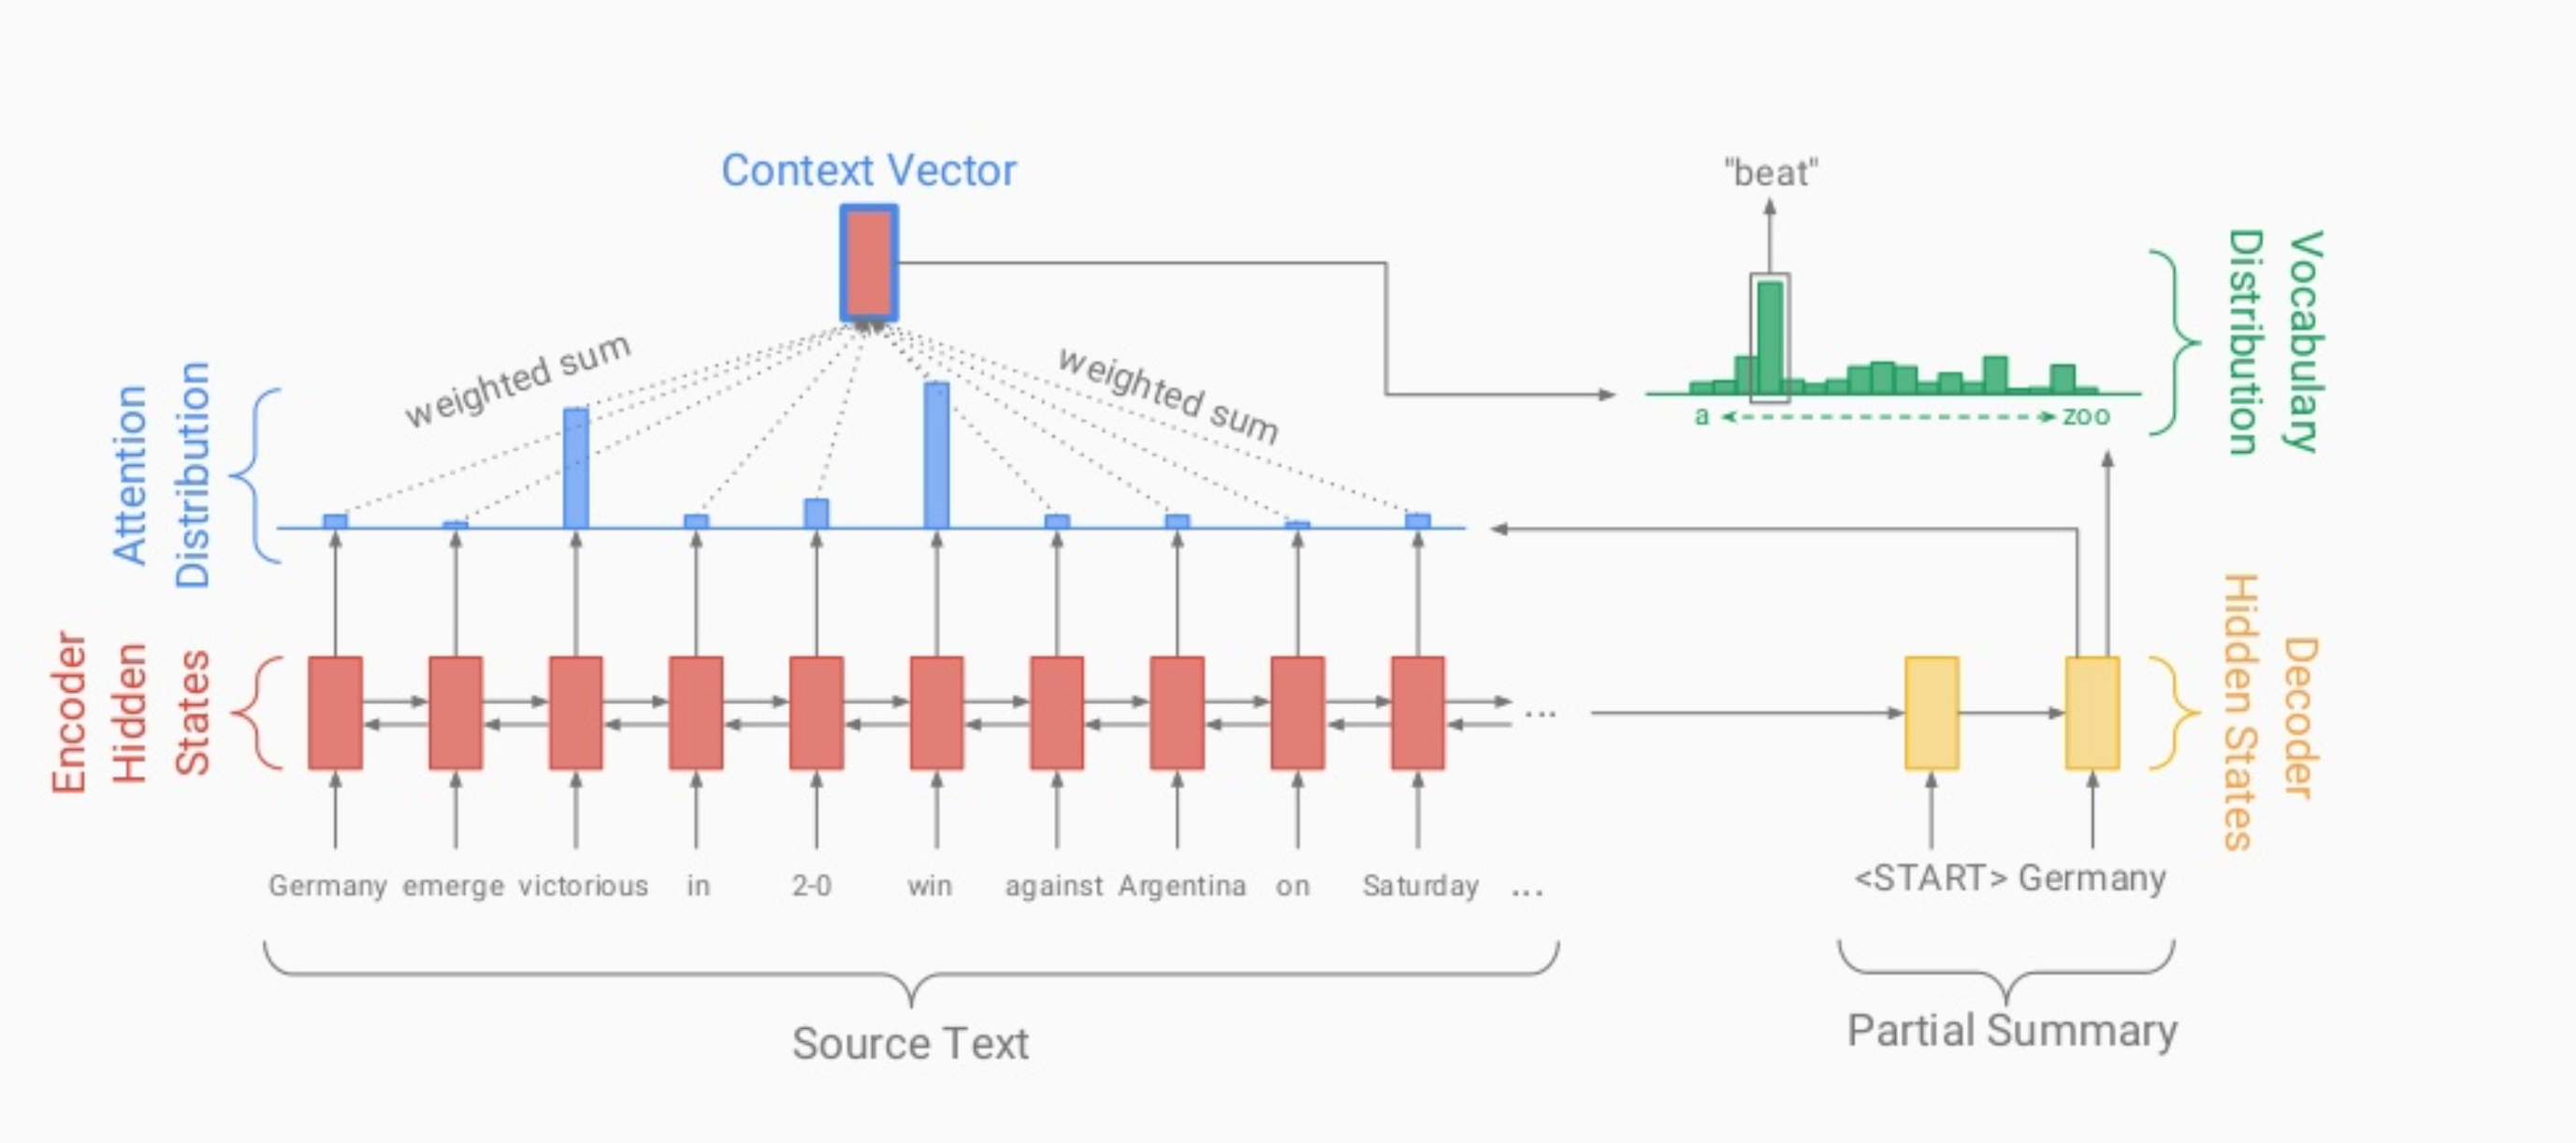 Context Vector
"beat"
weighted sum
weighted sum
a
zoo
Vocabulary
Distribution
Attention
Distribution
Encoder
Hidden
States
Decoder
Hidden States
Germany emerge victorious in 2-0 win against Argentina on Saturday ...
<START> Germany
Source Text
Partial Summary